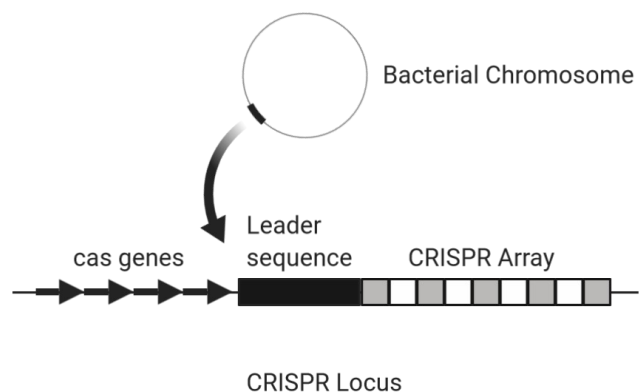 Bacterial Chromosome
Leader
sequence
cas genes
CRISPR Array
CRISPR Locus